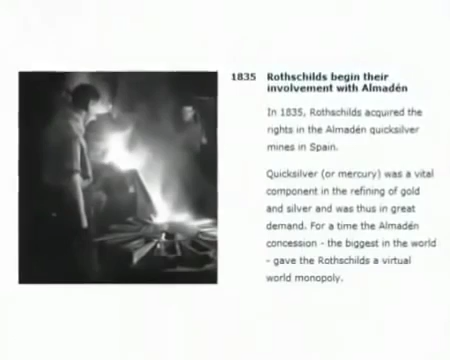 1835 Rothschilds begin their
involvement with Almadén
In 1835, Rothschilds acquired the
rights in the Almadén quicksilver
mines in Spain.
Quicksilver (or mercury) was a vital
component in the refining of gold
and silver and was thus in great
demand. For a time the Almadén
concession - the biggest in the world
- gave the Rothschilds a virtual
world monopoly.